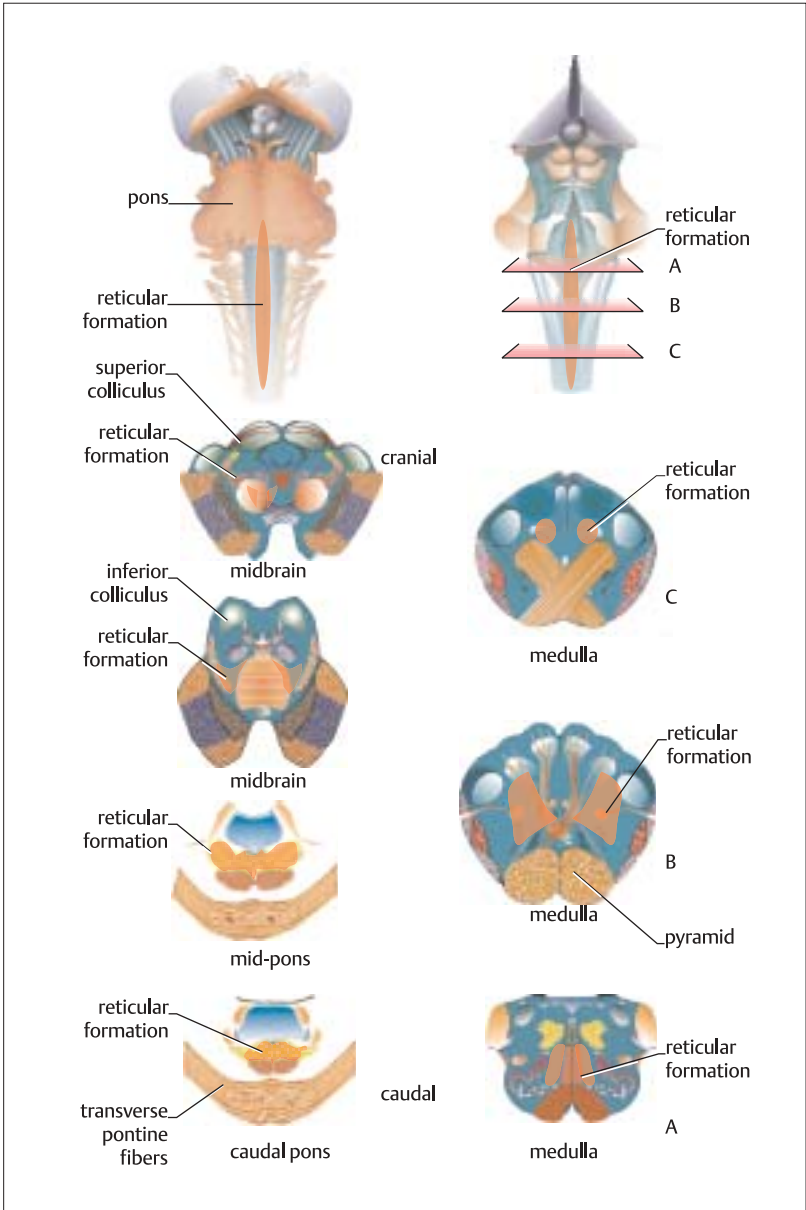 pons
reticular
formation
superior
colliculus
reticular
formation
cranial
midbrain
inferior
colliculus
reticular
formation
midbrain
reticular
formation
mid-pons
reticular
formation
caudal
transverse
pontine
fibers
caudal pons
reticular
formation
A
B
C
reticular
formation
C
medulla
reticular
formation
B
medulla
pyramid
reticular
formation
A
medulla